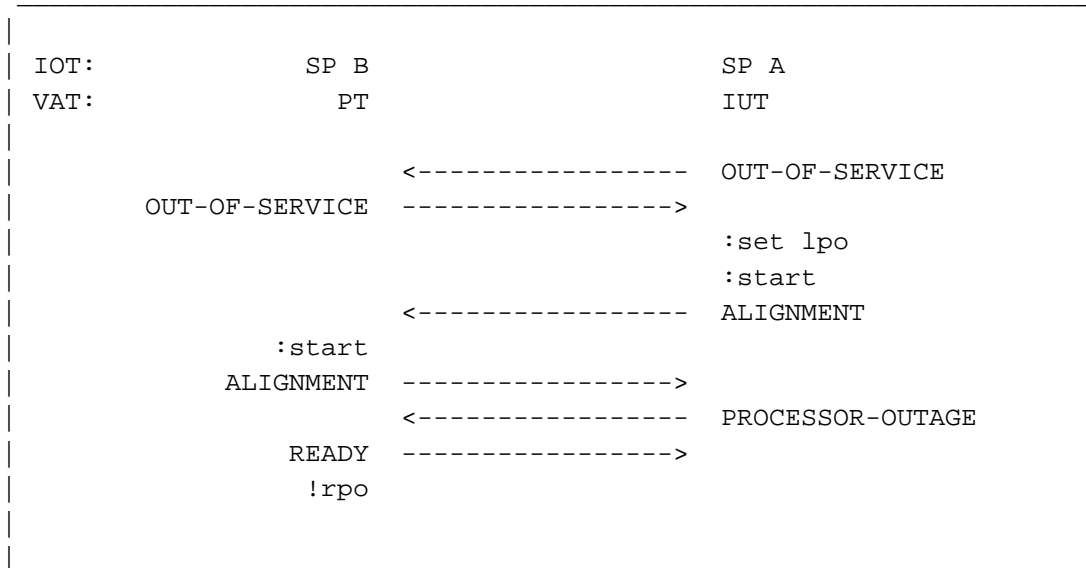 IOT: SP B SP A
VAT: PT IUT
<----------------- OUT-OF-SERVICE
OUT-OF-SERVICE ----------------->
:set lpo
:start
<----------------- ALIGNMENT
:start
ALIGNMENT ----------------->
<----------------- PROCESSOR-OUTAGE
READY ----------------->
!rpo